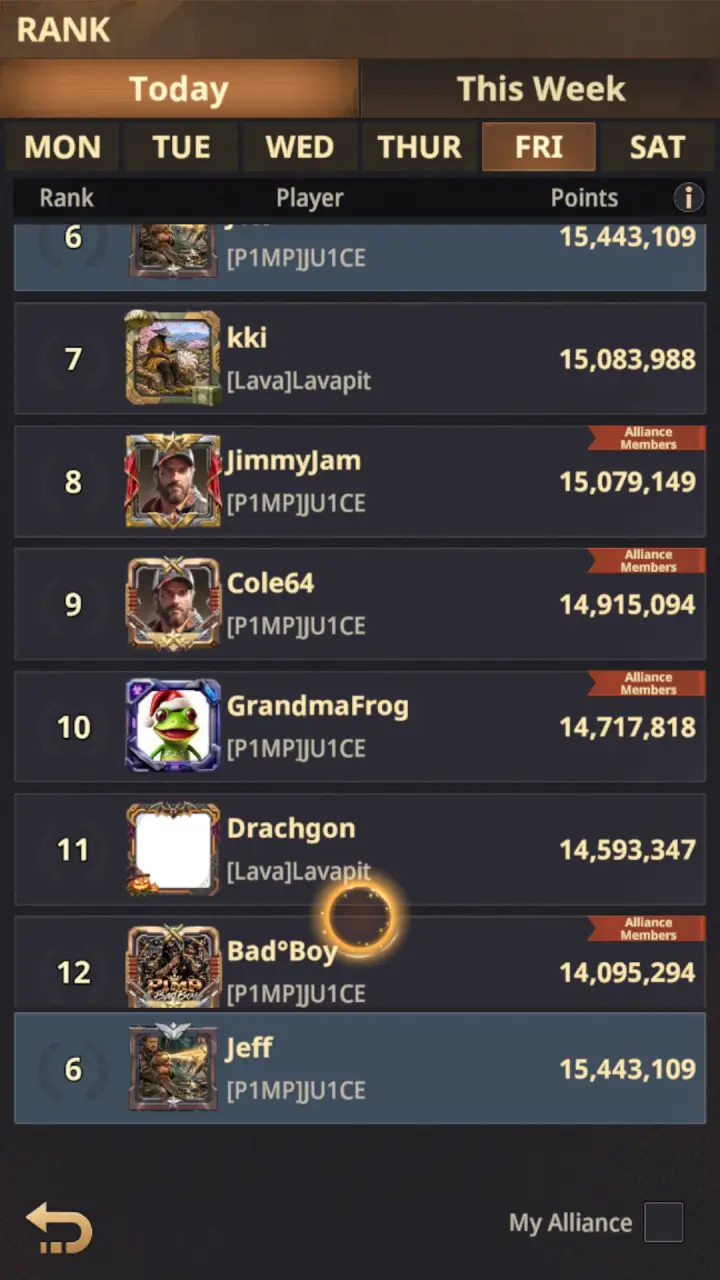 RANK
Today
This Week
MON
TUE
WED
THUR
FRI
SAT
Rank
Player
Points
6
[P1MP]JU1CE
15,443,109
7
kki
[Lava]Lavapit
15,083,988
Alliance
Members
8
JimmyJam
[P1MP]JU1CE
15,079,149
Alliance
Members
9
Cole64
[P1MP]JU1CE
14,915,094
Alliance
Members
10
GrandmaFrog
[P1MP]JU1CE
14,717,818
11
Drachgon
[Lava]Lavapit
14,593,347
Alliance
Members
12
PIMP
Bad°Boy
[P1MP]JU1CE
14,095,294
6
Jeff
[P1MP]JU1CE
15,443,109
My Alliance